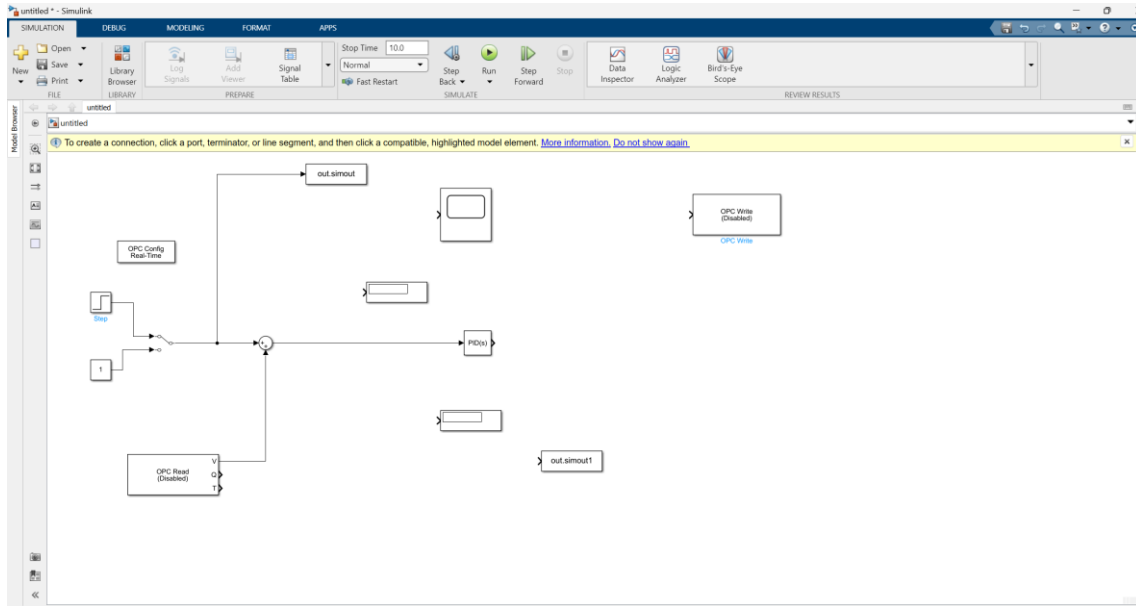 untitled * - Simulink
SIMULATION DEBUG MODELING FORMAT APPS
New
Open
Save
Print
FILE
Library Browser
LIBRARY
Log Signals
Add Viewer
Signal Table
PREPARE
Stop Time 10.0
Normal
Fast Restart
Step Back
Run
Step Forward
Stop
SIMULATE
Data Inspector
Logic Analyzer
Bird's-Eye Scope
REVIEW RESULTS
Model Browser
untitled
untitled
To create a connection, click a port, terminator, or line segment, and then click a compatible, highlighted model element. More information. Do not show again
out.simout
OPC Write
(Disabled)
OPC Write
OPC Config
Real-Time
Step
PID(s)
1
V
OPC Read
(Disabled)
Q
T
out.simout1